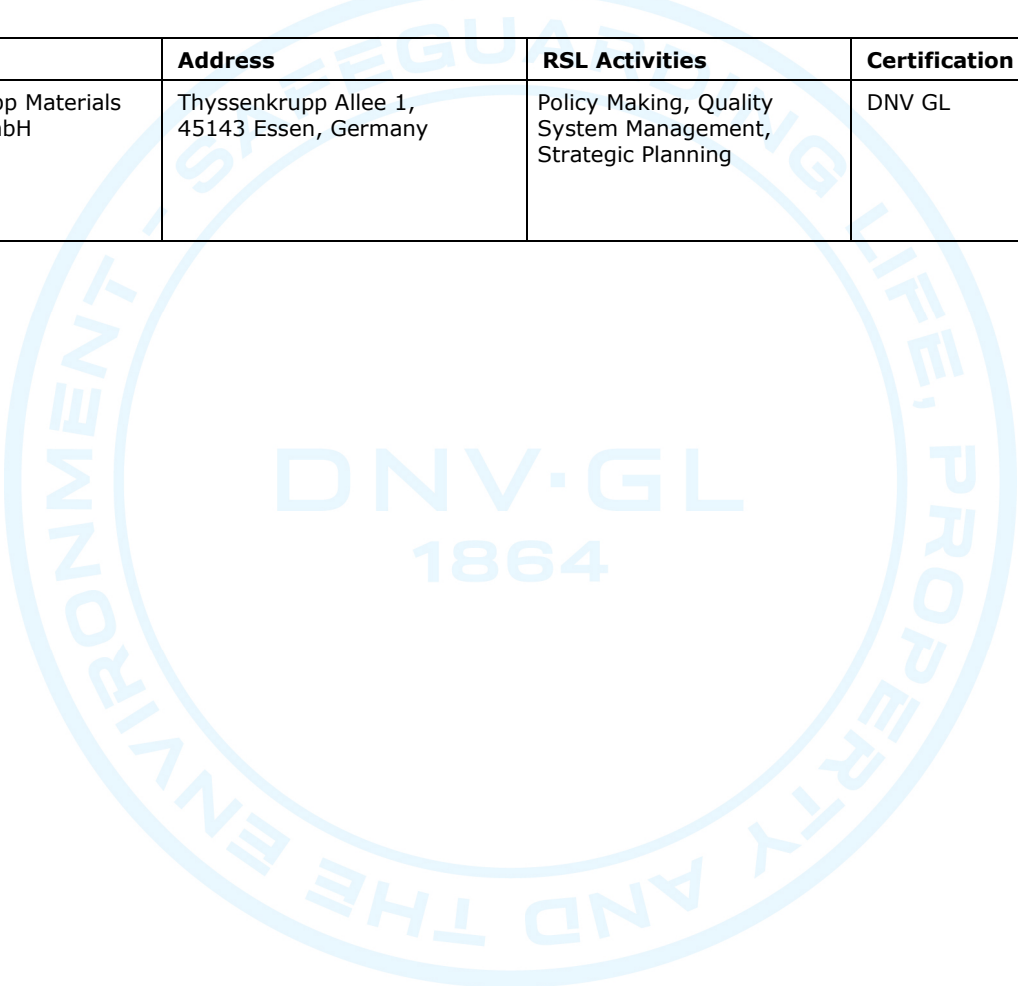 Address RSL Activities Certification
op Materials Thyssenkrupp Allee 1, Policy Making, Quality DNV GL
bH 45143 Essen, Germany System Management,
Strategic Planning
SAFEGUARDING LIFE, PROPERTY AND THE ENVIRONMENT -
DNV·GL
1864